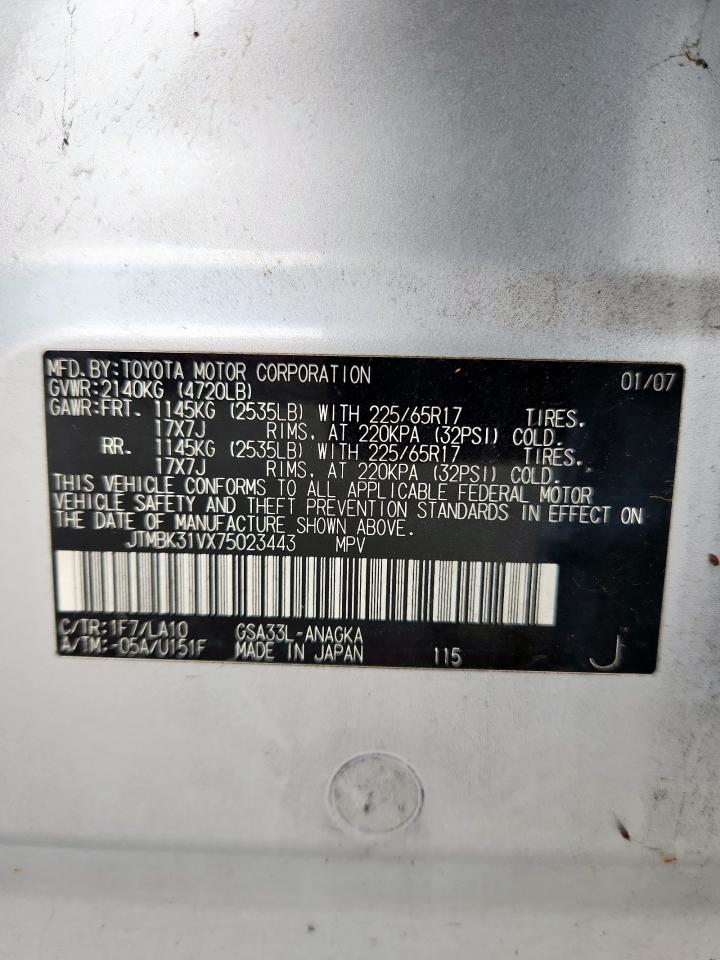 MFD.BY:TOYOTA MOTOR CORPORATION 01/07
GVWR:2140KG (4720LB)
GAWR:FRT. 1145KG (2535LB) WITH 225/65R17 TIRES.
17X7J RIMS, AT 220KPA (32PSI) COLD.
RR. 1145KG (2535LB) WITH 225/65R17 TIRES.
17X7J RIMS, AT 220KPA (32PSI) COLD.
THIS VEHICLE CONFORMS TO ALL APPLICABLE FEDERAL MOTOR
VEHICLE SAFETY AND THEFT PREVENTION STANDARDS IN EFFECT ON
THE DATE OF MANUFACTURE SHOWN ABOVE.
JTMBK31VX75023443 MPV
C/TR:1F7/LA10 GSA33L-ANAGKA
A/TM:-05A/U151F MADE IN JAPAN 115 J